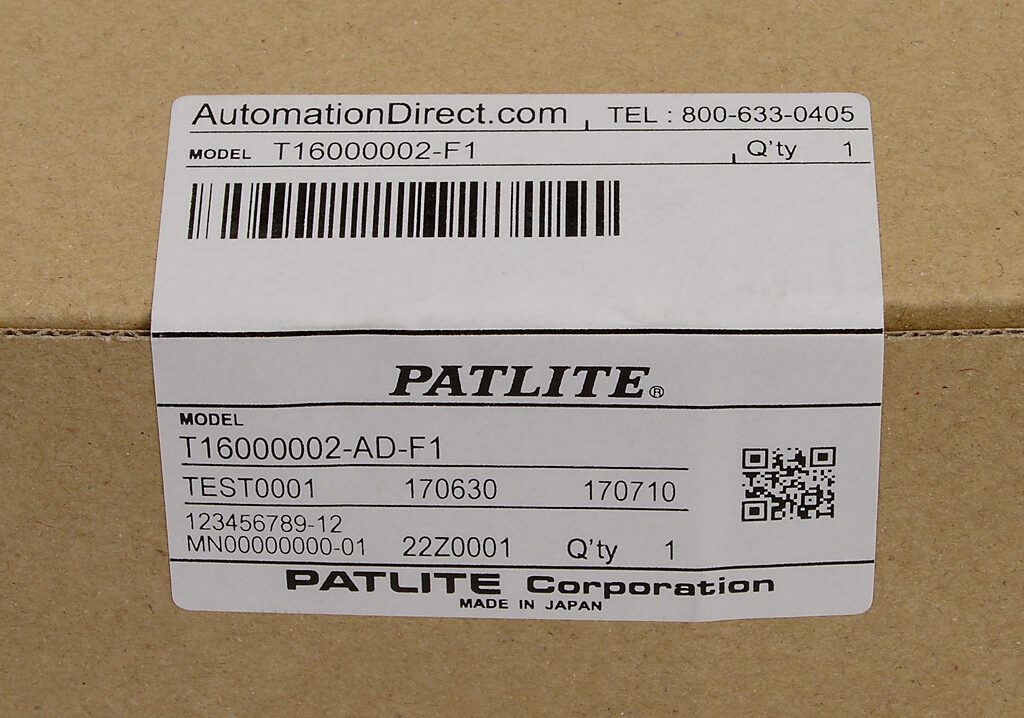 AutomationDirect.com TEL : 800-633-0405
MODEL T16000002-F1 Q'ty 1
PATLITE®
MODEL
T16000002-AD-F1
TEST0001 170630 170710
123456789-12
MN00000000-01 22Z0001 Q'ty 1
PATLITE Corporation
MADE IN JAPAN